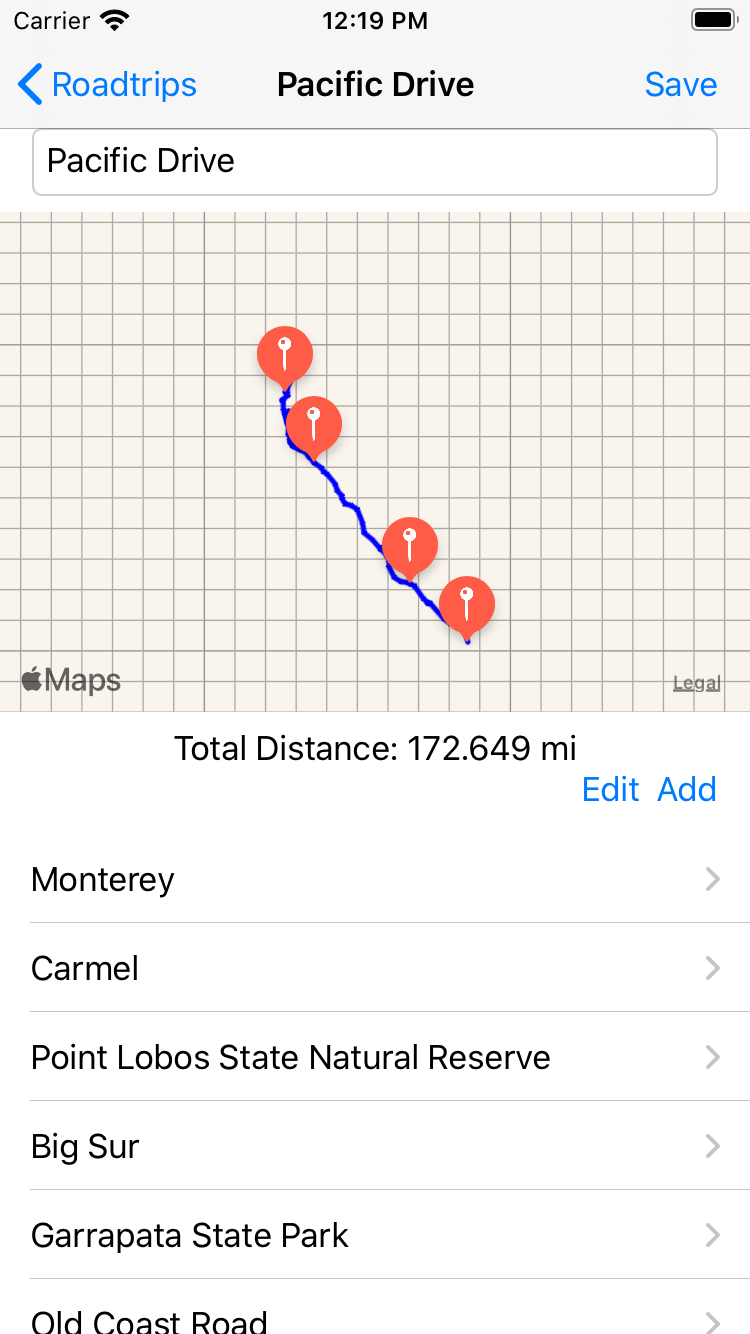 Carrier 12:19 PM
Roadtrips Pacific Drive Save
Pacific Drive
Maps Legal
Total Distance: 172.649 mi
Edit Add
Monterey
Carmel
Point Lobos State Natural Reserve
Big Sur
Garrapata State Park
Old Coast Road